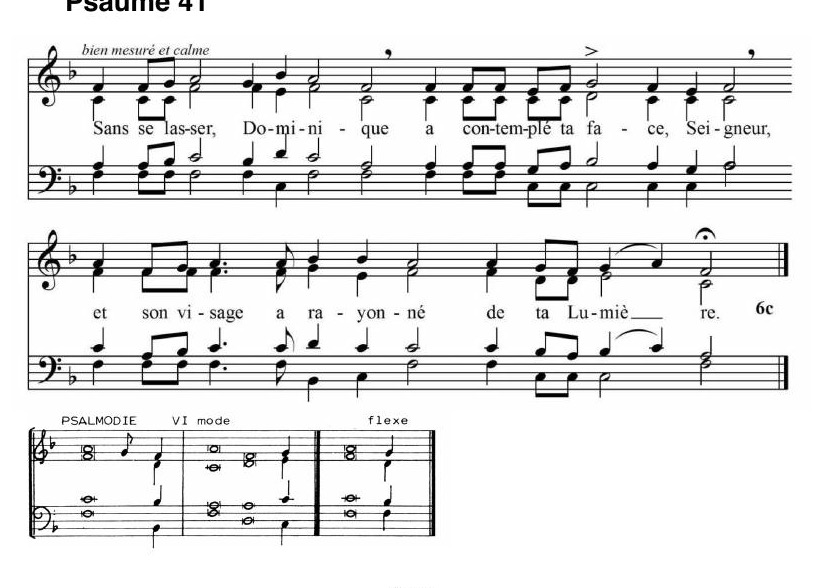 Psaume 41
bien mesuré et calme
Sans se las-ser, Do-mi-ni - que a con-tem-plé ta fa - ce, Sei-gneur,
et son vi-sage a ra - yon - né de ta Lu-miè___ re. 6c
PSALMODIE VI mode flexe